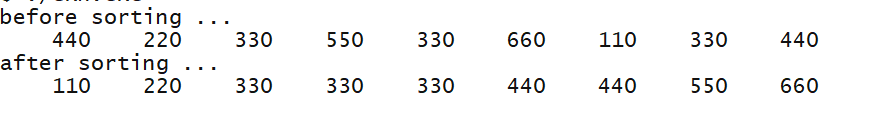 before sorting ...
440 220 330 550 330 660 110 330 440
after sorting ...
110 220 330 330 330 440 440 550 660